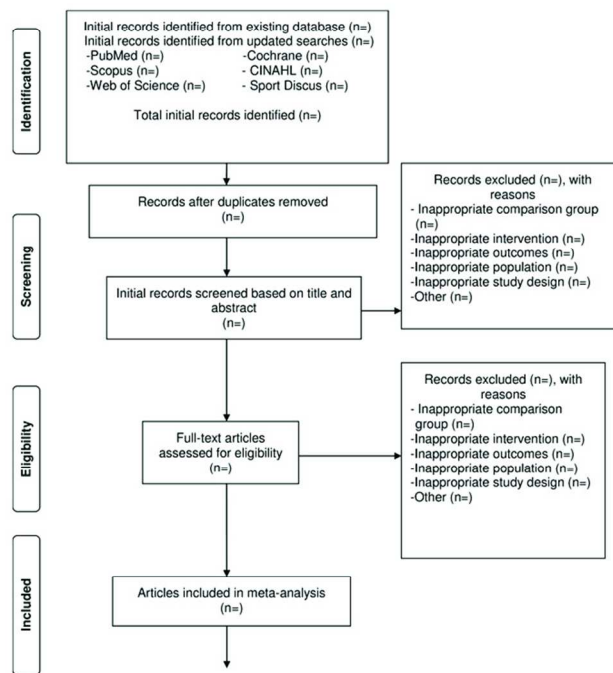 Identification
Initial records identified from existing database (n=)
Initial records identified from updated searches (n=)
-PubMed (n=) -Cochrane (n=)
-Scopus (n=) - CINAHL (n=)
-Web of Science (n=) - Sport Discus (n=)
Total initial records identified (n=)
Screening
Records after duplicates removed
(n=)
Initial records screened based on title and
abstract
(n=)
Records excluded (n=), with
reasons
- Inappropriate comparison group
(n=)
-Inappropriate intervention (n=)
-Inappropriate outcomes (n=)
-Inappropriate population (n=)
-Inappropriate study design (n=)
-Other (n=)
Eligibility
Full-text articles
assessed for eligibility
(n=)
Records excluded (n=), with
reasons
- Inappropriate comparison
group (n=)
-Inappropriate intervention (n=)
-Inappropriate outcomes (n=)
-Inappropriate population (n=)
-Inappropriate study design (n=)
-Other (n=)
Included
Articles included in meta-analysis
(n=)